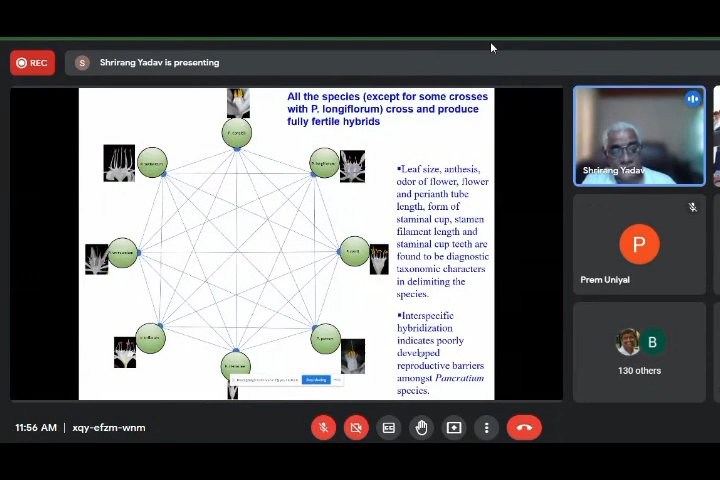 REC
S
Shrirang Yadav is presenting
All the species (except for some crosses
with P. longiflorum) cross and produce
fully fertile hybrids
▪Leaf size, anthesis,
odor of flower, flower
and perianth tube
length, form of
staminal cup, stamen
filament length and
staminal cup teeth are
found to be diagnostic
taxonomic characters
in delimiting the
species.
▪Interspecific
hybridization
indicates poorly
developed
reproductive barriers
amongst Pancratium
species.
Shrirang Yadav
P
Prem Uniyal
B
130 others
11:56 AM | xqy-efzm-wnm